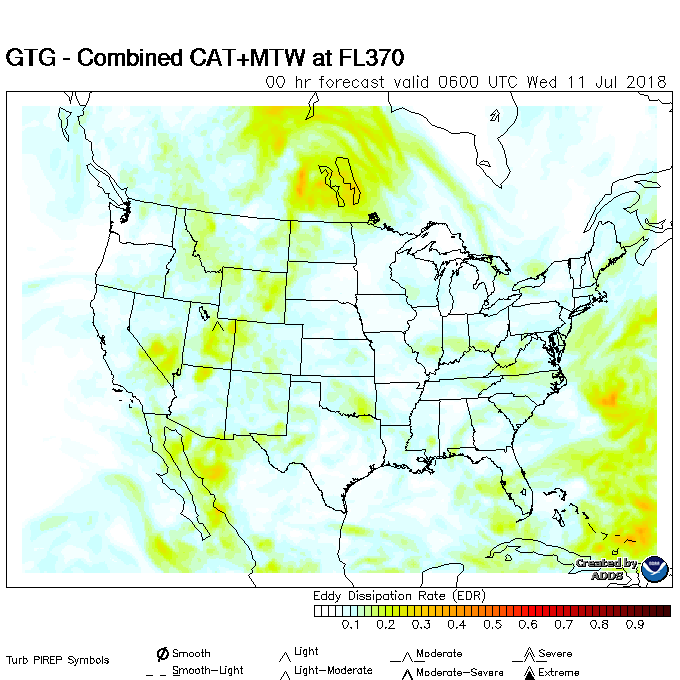 GTG - Combined CAT+MTW at FL370
00 hr forecast valid 0600 UTC Wed 11 Jul 2018
Created by
ADDS
Eddy Dissipation Rate (EDR)
0.1 0.2 0.3 0.4 0.5 0.6 0.7 0.8 0.9
Turb PIREP Symbols
Smooth Light Moderate Severe
Smooth-Light Light-Moderate Moderate-Severe Extreme